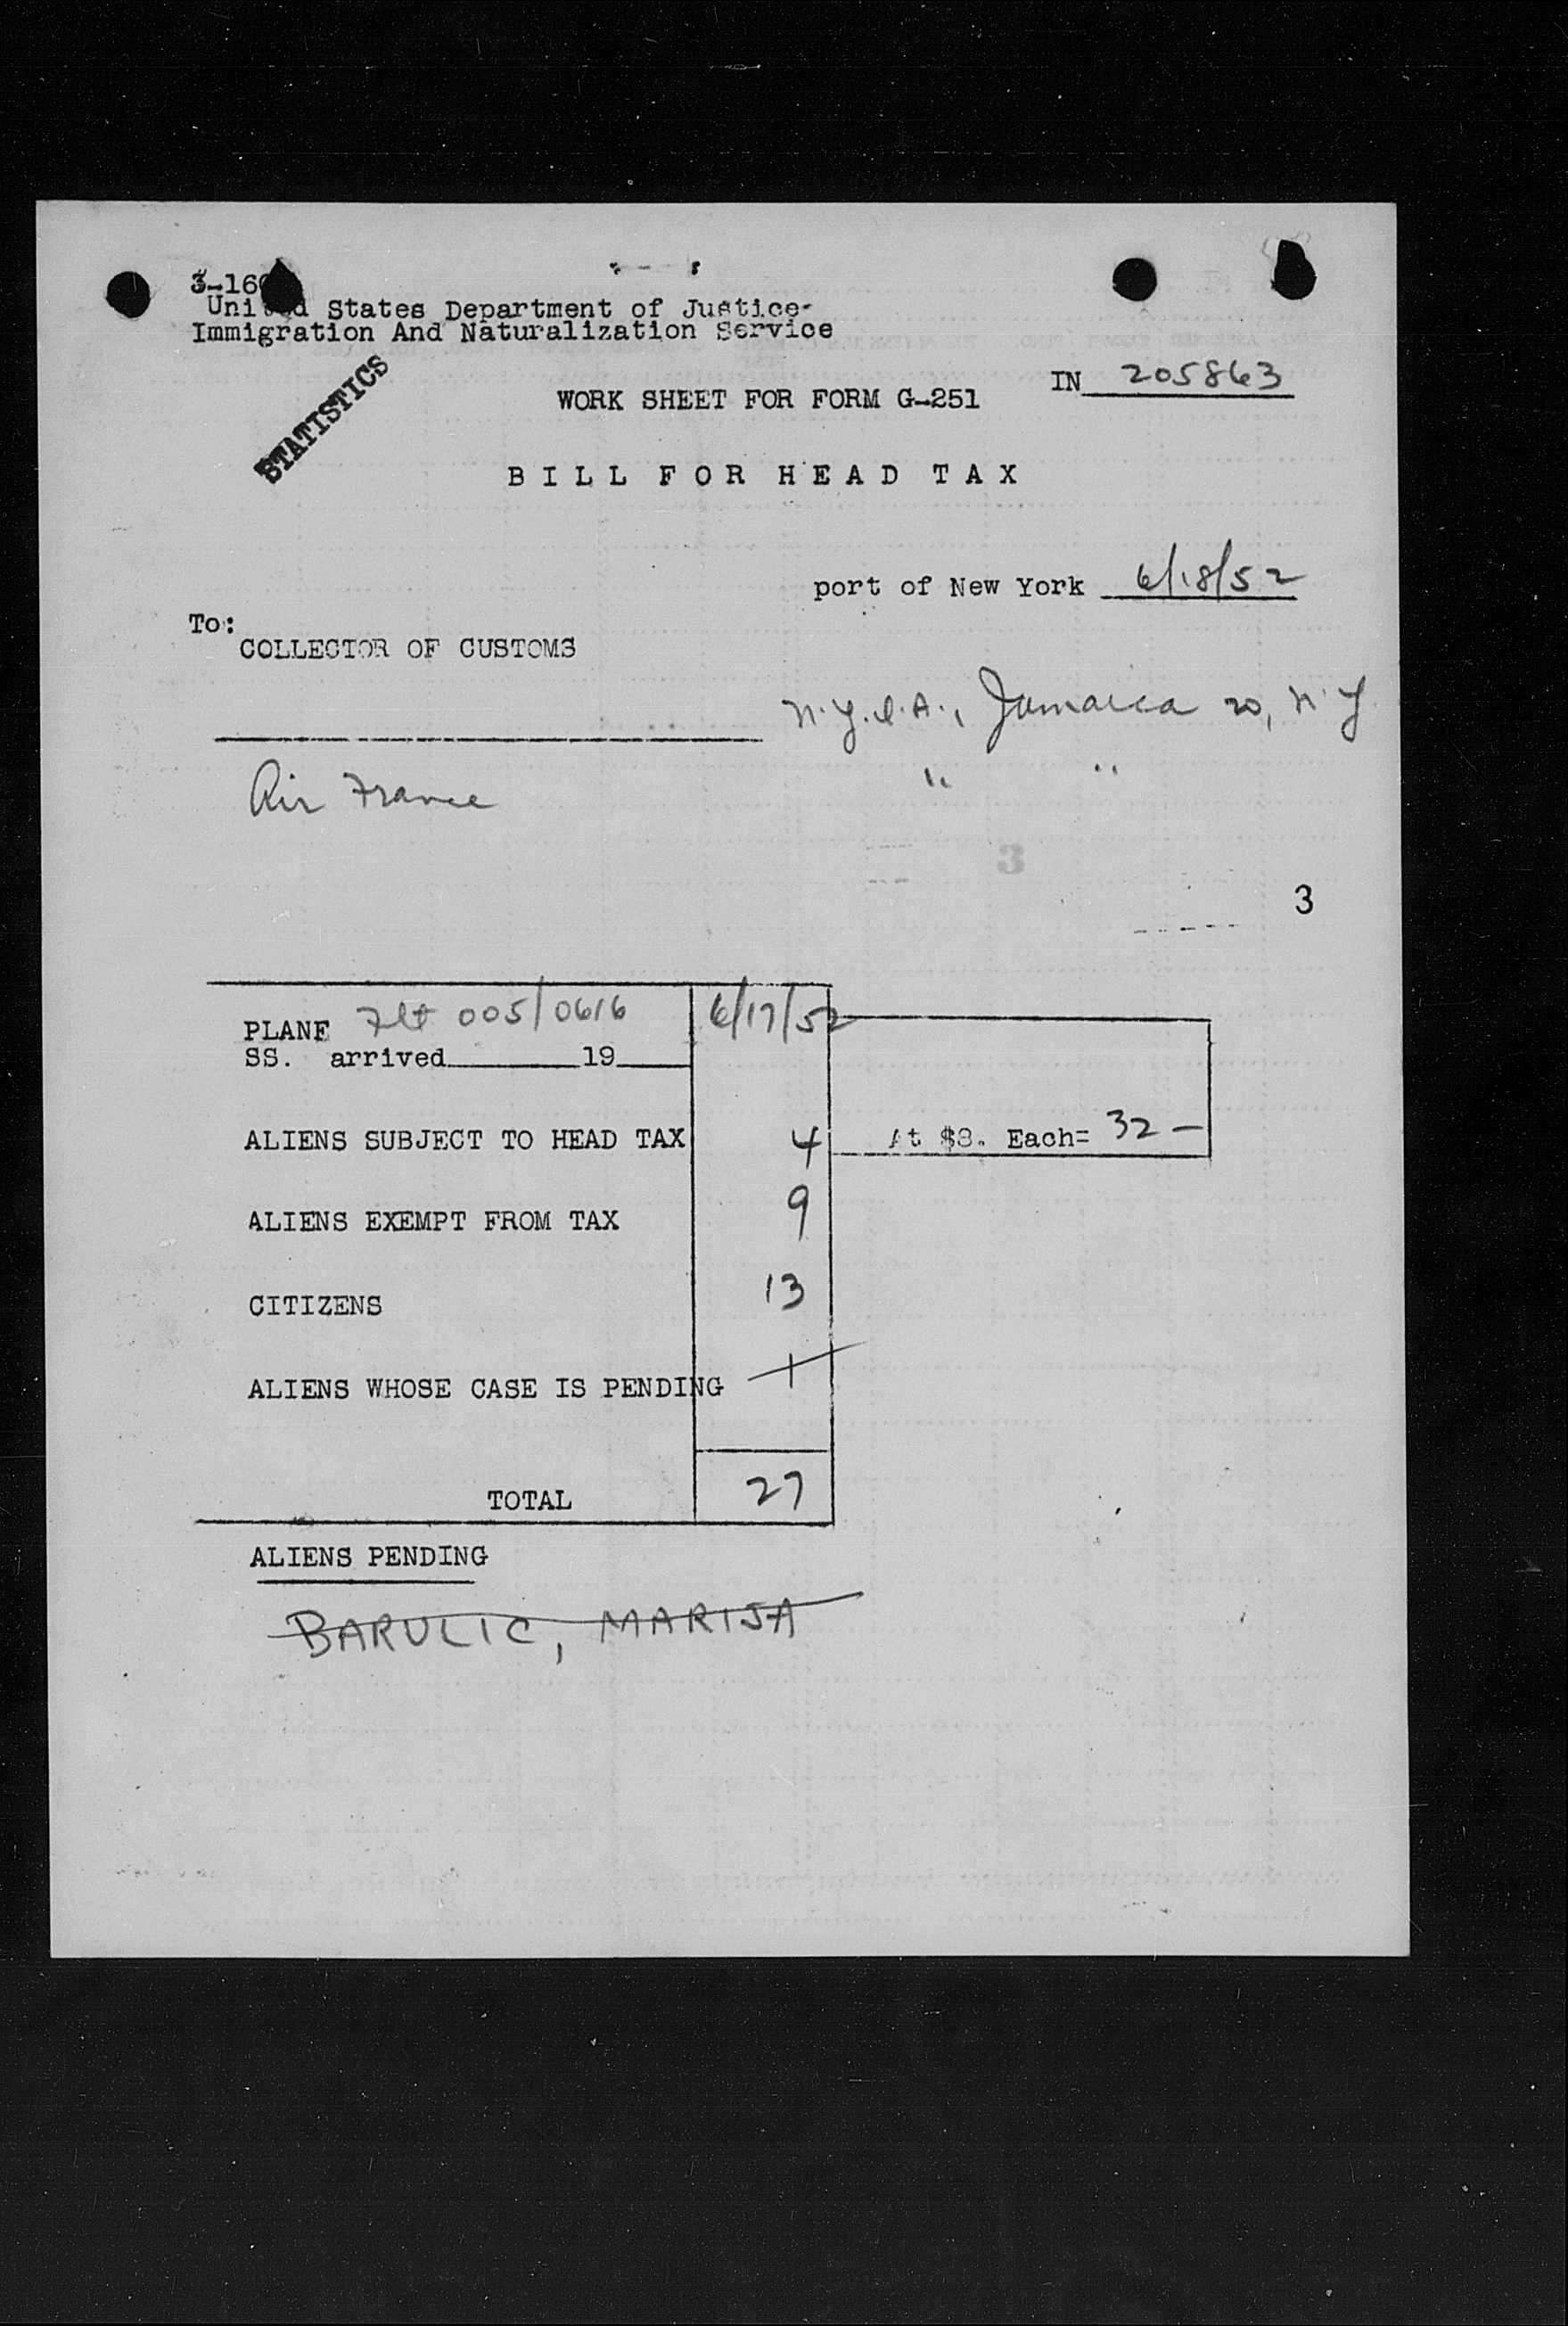 3-16
United States Department of Justice
Immigration And Naturalization Service
STATISTICS
IN 205863
WORK SHEET FOR FORM G-251
BILL FOR HEAD TAX
port of New York 6/18/52
To:
COLLECTOR OF CUSTOMS
N.Y.I.A., Jamaica 20, N.Y.
Air France " "
3
3
PLANE Flt 005/0616 6/17/52
SS. arrived 19
ALIENS SUBJECT TO HEAD TAX 4 At $8. Each= 32 —
ALIENS EXEMPT FROM TAX 9
CITIZENS 13
ALIENS WHOSE CASE IS PENDING 1
TOTAL 27
ALIENS PENDING
BARULIC, MARIJA